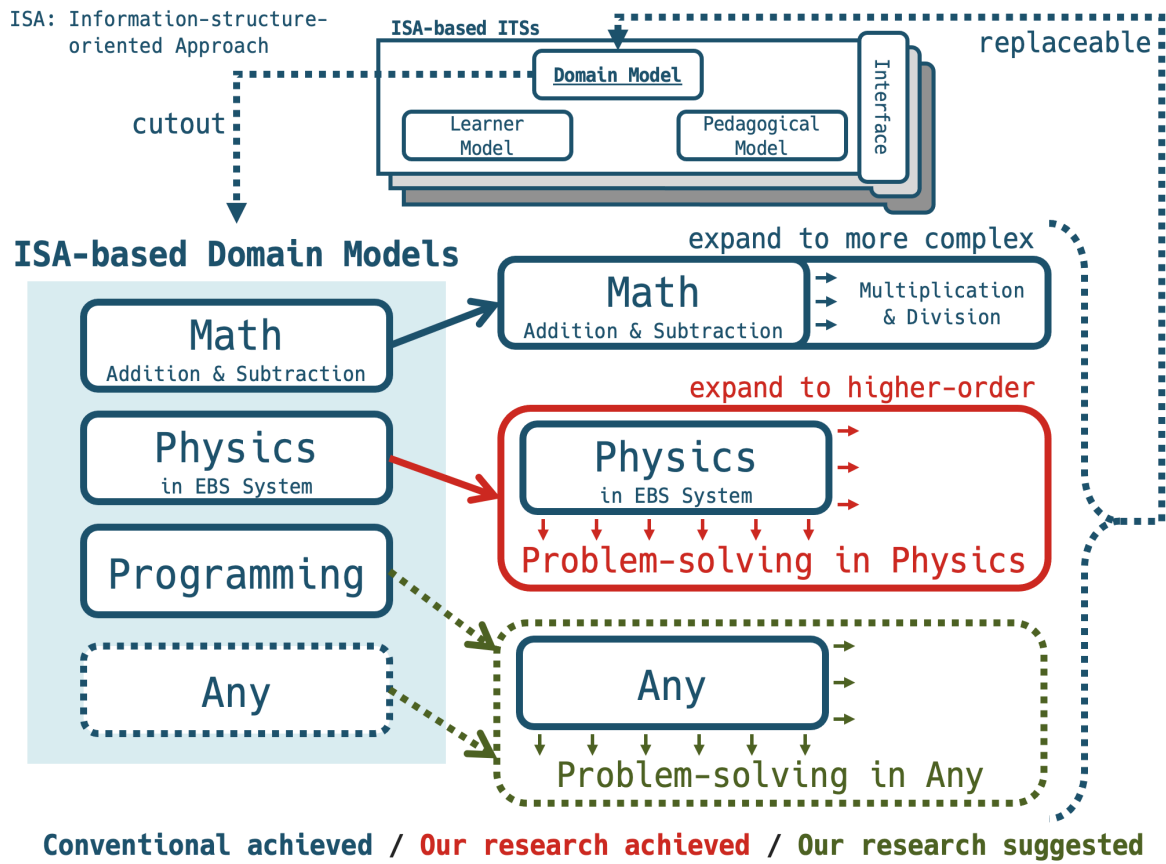 ISA: Information-structure-
oriented Approach
ISA-based ITSs
replaceable
Domain Model
Interface
cutout
Learner
Model
Pedagogical
Model
ISA-based Domain Models
expand to more complex
Math
Addition & Subtraction
Math
Addition & Subtraction
Multiplication
& Division
expand to higher-order
Physics
in EBS System
Physics
in EBS System
Problem-solving in Physics
Programming
Any
Any
Problem-solving in Any
Conventional achieved / Our research achieved / Our research suggested